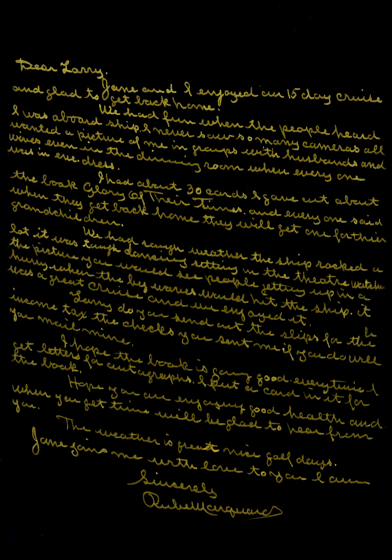 Dear Larry,
Jane and I enjoyed our 15 day cruise
and glad to get back home.
We had fun when the people heard
I was aboard ship. I never saw so many cameras all
wanted a picture of me in groups with husbands and
wives even in the dinning room when every one
was in eve. dress.
I had about 30 cards I gave out about
the book Glory Of Their Times. and every one said
when they get back home they will get one for their
grandchildren.
We had rough weather the ship rocked a
lot it was tough dancing sitting in the theatre watching
the picture you would see people getting up in a
hurry when the big waves would hit the ship. it
was a great cruise and we enjoyed it.
Larry do you send out the slips for the
income tax the checks you sent me if you do will
you mail mine.
I hope the book is going good. everytime I
get letters for autographs. I put a card in it for
the book.
Hope you are enjoying good health and
when you get time will be glad to hear from
you.
The weather is great nice golf days.
Jane joins me with love to you I am
Sincerely
Rube Marquard